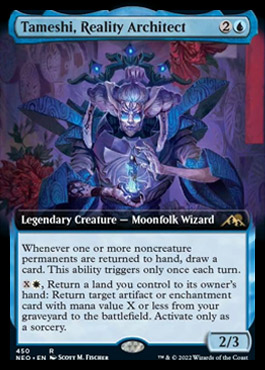 Tameshi, Reality Architect 2
Legendary Creature — Moonfolk Wizard
Whenever one or more noncreature
permanents are returned to hand, draw a
card. This ability triggers only once each turn.
X , Return a land you control to its owner's
hand: Return target artifact or enchantment
card with mana value X or less from your
graveyard to the battlefield. Activate only as
a sorcery.
2/3
450 R
NEO • EN Scott M. Fischer
™ & © 2022 Wizards of the Coast